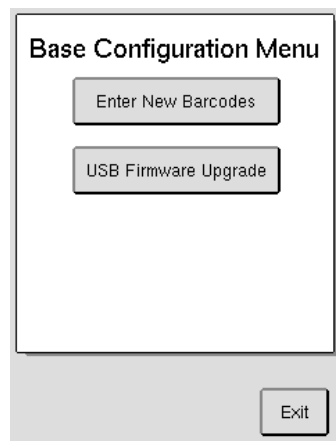 Base Configuration Menu
Enter New Barcodes
USB Firmware Upgrade
Exit